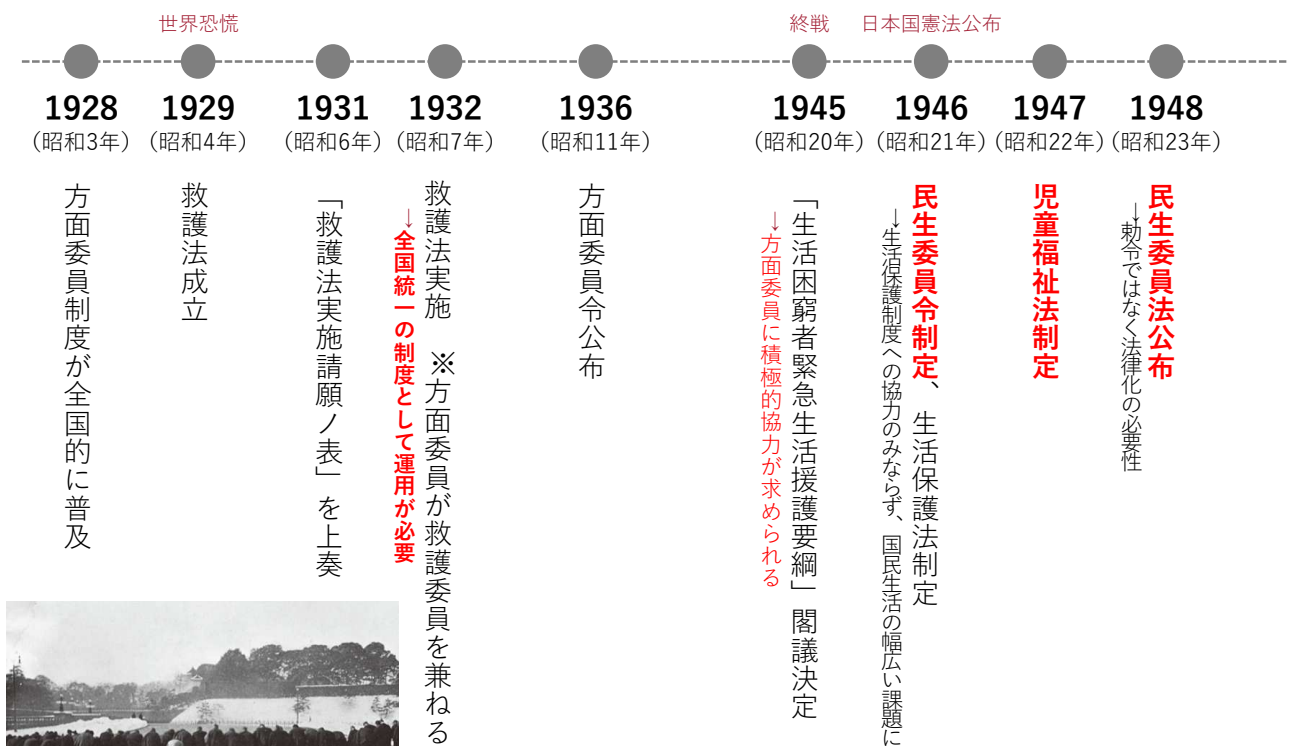 世界恐慌
終戦
日本国憲法公布
1928
(昭和3年)
方面委員制度が全国的に普及
1929
(昭和4年)
救護法成立
1931
(昭和6年)
「救護法実施請願ノ表」を上奏
1932
(昭和7年)
救護法実施　※方面委員が救護委員を兼ねる
→全国統一の制度として運用が必要
1936
(昭和11年)
方面委員令公布
1945
(昭和20年)
「生活困窮者緊急生活援護要綱」閣議決定
→方面委員に積極的協力が求められる
1946
(昭和21年)
民生委員令制定、生活保護法制定
→生活保護制度への協力のみならず、国民生活の幅広い課題に
1947
(昭和22年)
児童福祉法制定
1948
(昭和23年)
民生委員法公布
→勅令ではなく法律化の必要性